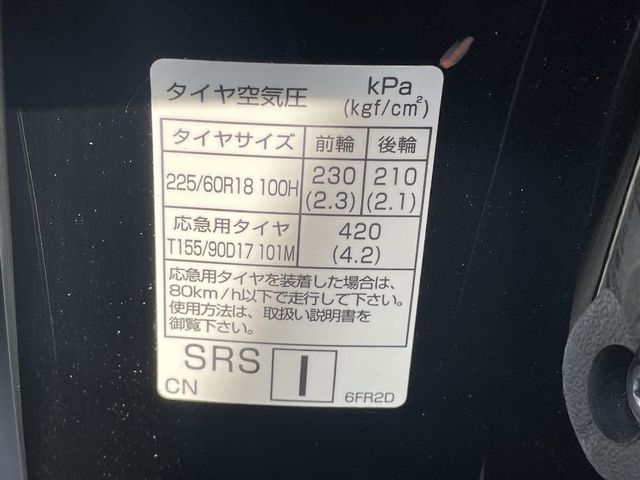 タイヤ空気圧 kPa
(kgf/cm²)
タイヤサイズ 前輪 後輪
225/60R18 100H 230 210
(2.3) (2.1)
応急用タイヤ 420
T155/90D17 101M (4.2)
応急用タイヤを装着した場合は、
80km/h以下で走行して下さい。
使用方法は、取扱い説明書を
御覧下さい。
SRS I
CN 6FR2D